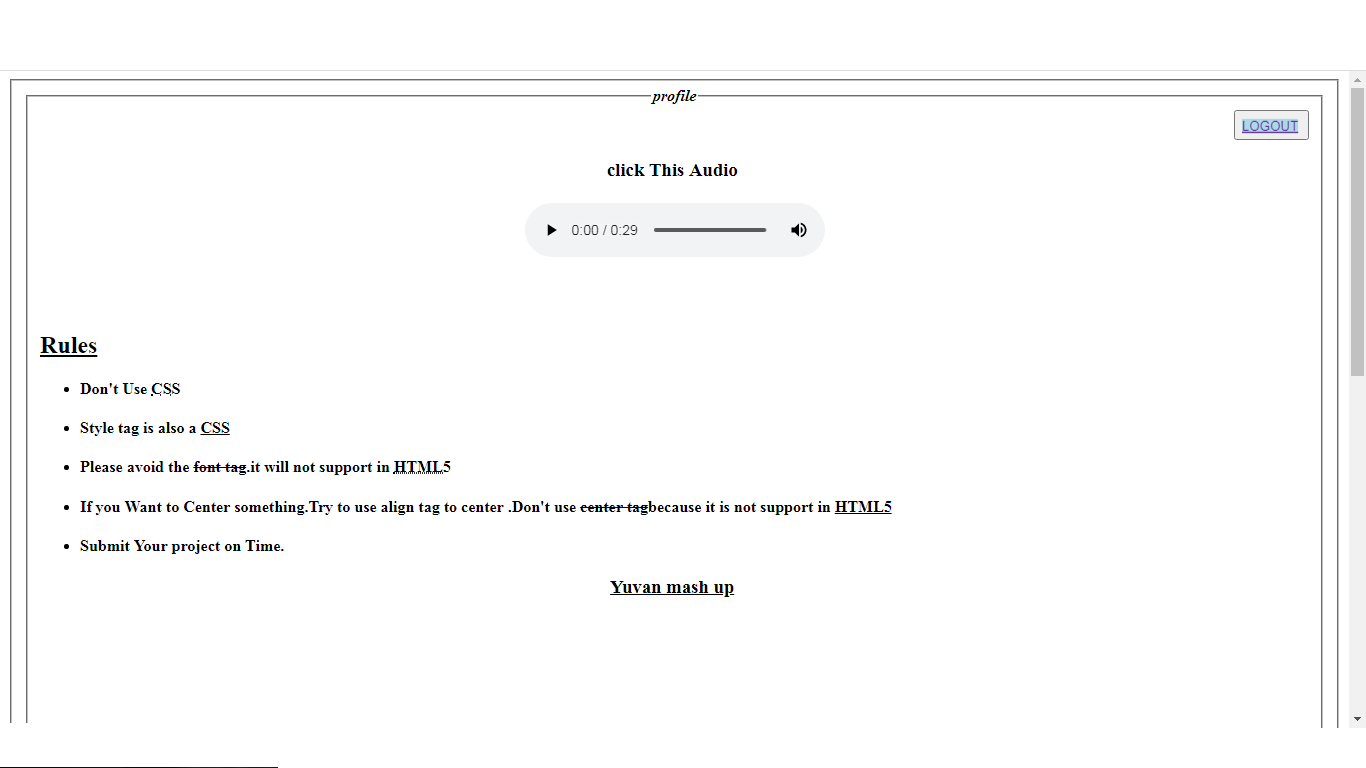 profile
LOGOUT
click This Audio
0:00 / 0:29
Rules
Don't Use CSS
Style tag is also a CSS
Please avoid the font tag.it will not support in HTML5
If you Want to Center something.Try to use align tag to center .Don't use center tagbecause it is not support in HTML5
Submit Your project on Time.
Yuvan mash up